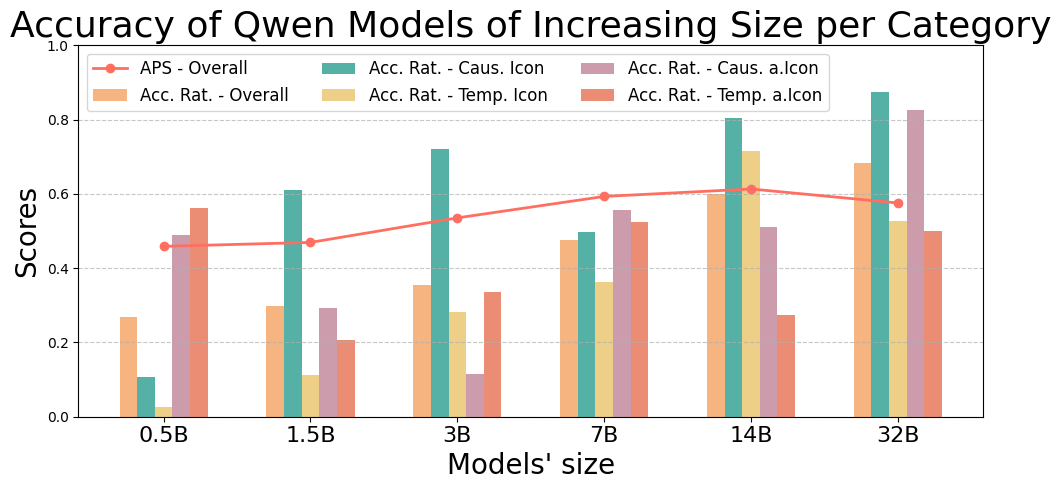 Accuracy of Qwen Models of Increasing Size per Category
APS - Overall
Acc. Rat. - Overall
Acc. Rat. - Caus. Icon
Acc. Rat. - Temp. Icon
Acc. Rat. - Caus. a.Icon
Acc. Rat. - Temp. a.Icon
Scores
1.0
0.8
0.6
0.4
0.2
0.0
0.5B
1.5B
3B
7B
14B
32B
Models' size